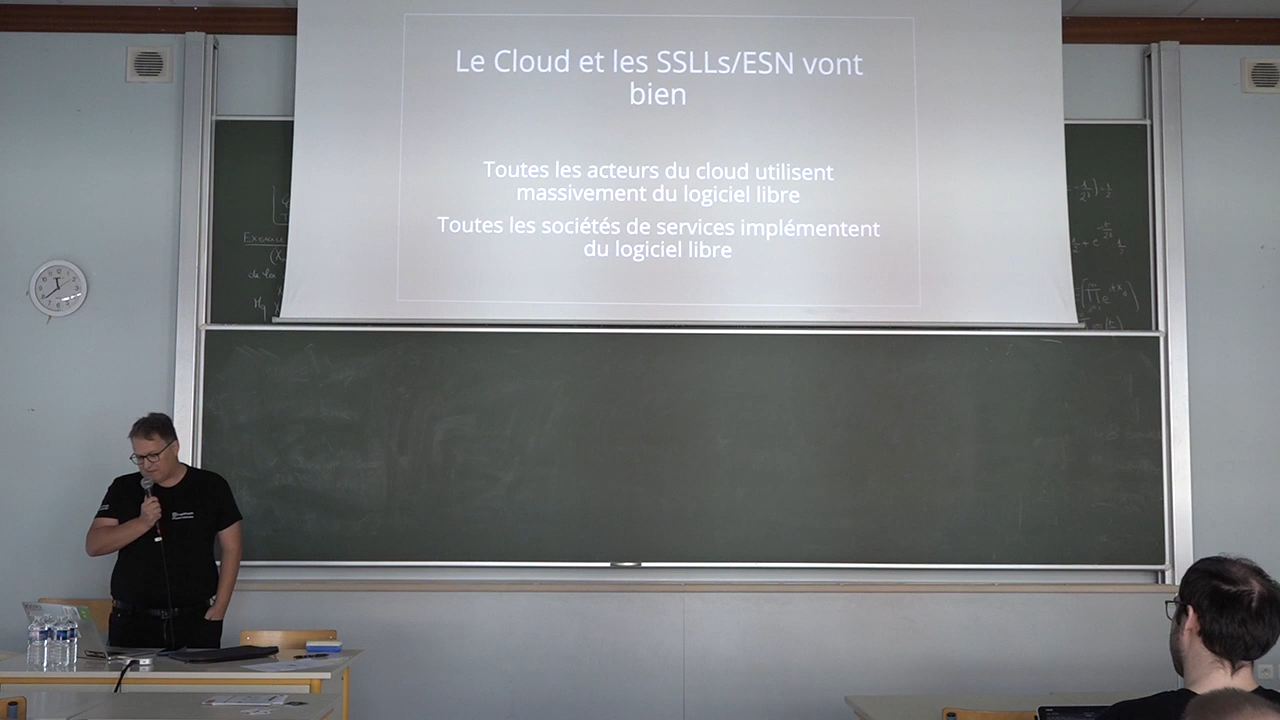 Le Cloud et les SSLLs/ESN vont
bien
Toutes les acteurs du cloud utilisent
massivement du logiciel libre
Toutes les sociétés de services implémentent
du logiciel libre